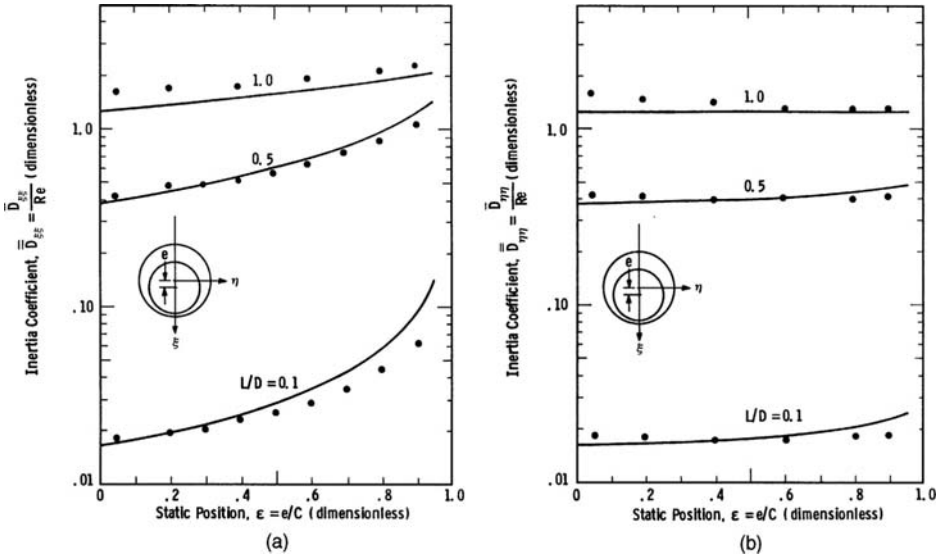 Inertia Coefficient, D̿ξξ = D̄ξξ / Re (dimensionless)
1.0
.10
.01
1.0
0.5
e
η
ξ
L/D=0.1
0 .2 .4 .6 .8 1.0
Static Position, ε = e/C (dimensionless)
(a)
Inertia Coefficient, D̿ηη = D̄ηη / Re (dimensionless)
1.0
.10
.01
1.0
0.5
e
η
ξ
L/D=0.1
0 .2 .4 .6 .8 1.0
Static Position, ε = e/C (dimensionless)
(b)